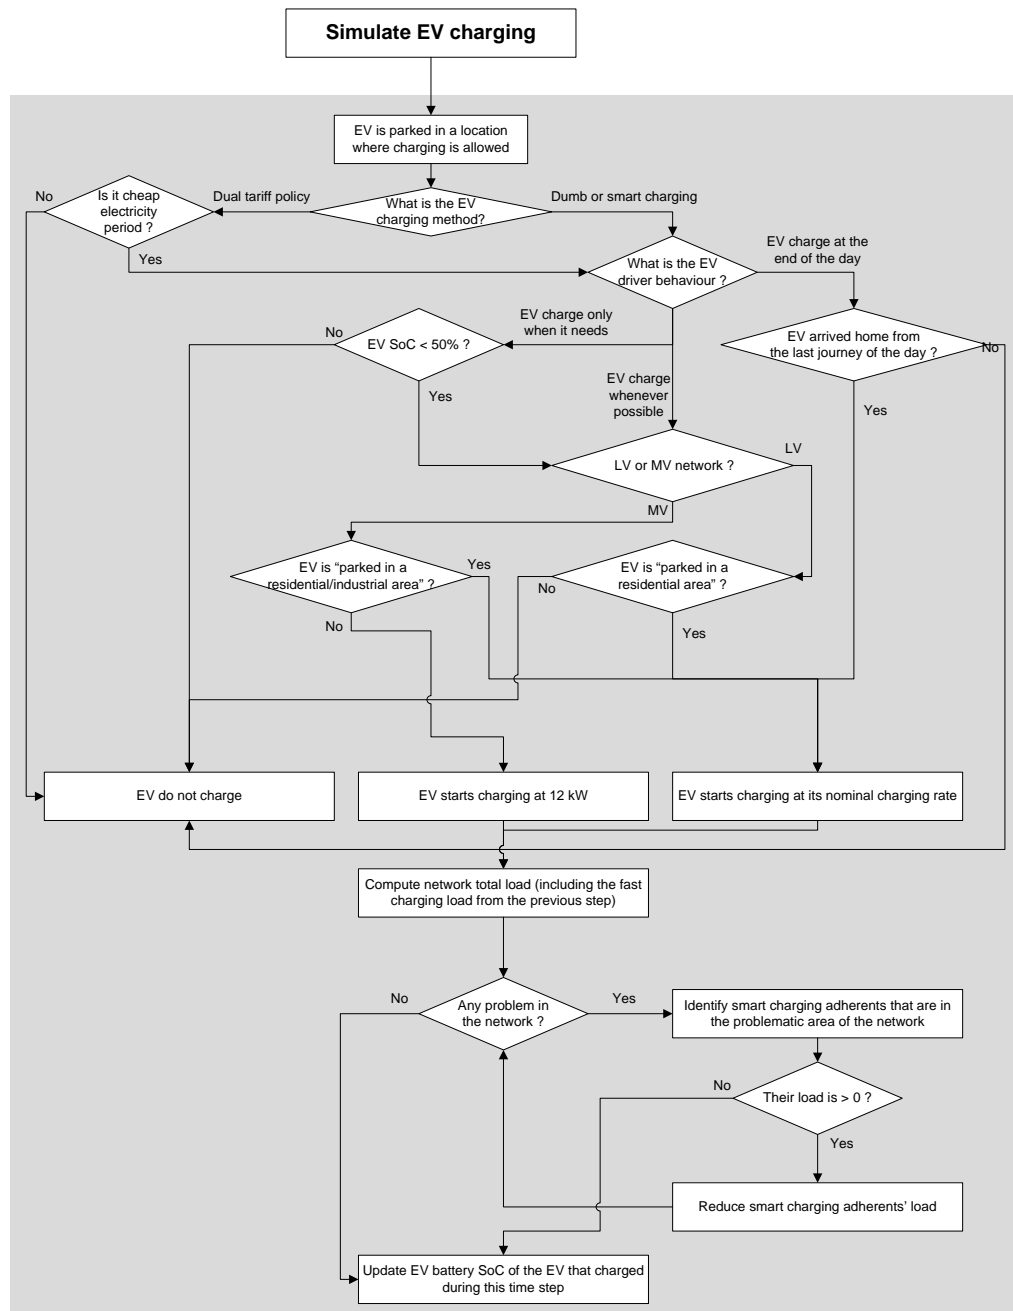 Simulate EV charging
EV is parked in a location
where charging is allowed
No
Is it cheap
electricity
period ?
Dual tariff policy
What is the EV
charging method?
Dumb or smart charging
Yes
What is the EV
driver behaviour ?
EV charge at the
end of the day
No
EV SoC < 50% ?
EV charge only
when it needs
EV arrived home from
the last journey of the day ?
No
Yes
EV charge
whenever
possible
Yes
LV or MV network ?
LV
MV
EV is “parked in a
residential/industrial area” ?
Yes
EV is “parked in a
residential area” ?
No
No
Yes
EV do not charge
EV starts charging at 12 kW
EV starts charging at its nominal charging rate
Compute network total load (including the fast
charging load from the previous step)
No
Any problem in
the network ?
Yes
Identify smart charging adherents that are in
the problematic area of the network
No
Their load is > 0 ?
Yes
Reduce smart charging adherents’ load
Update EV battery SoC of the EV that charged
during this time step